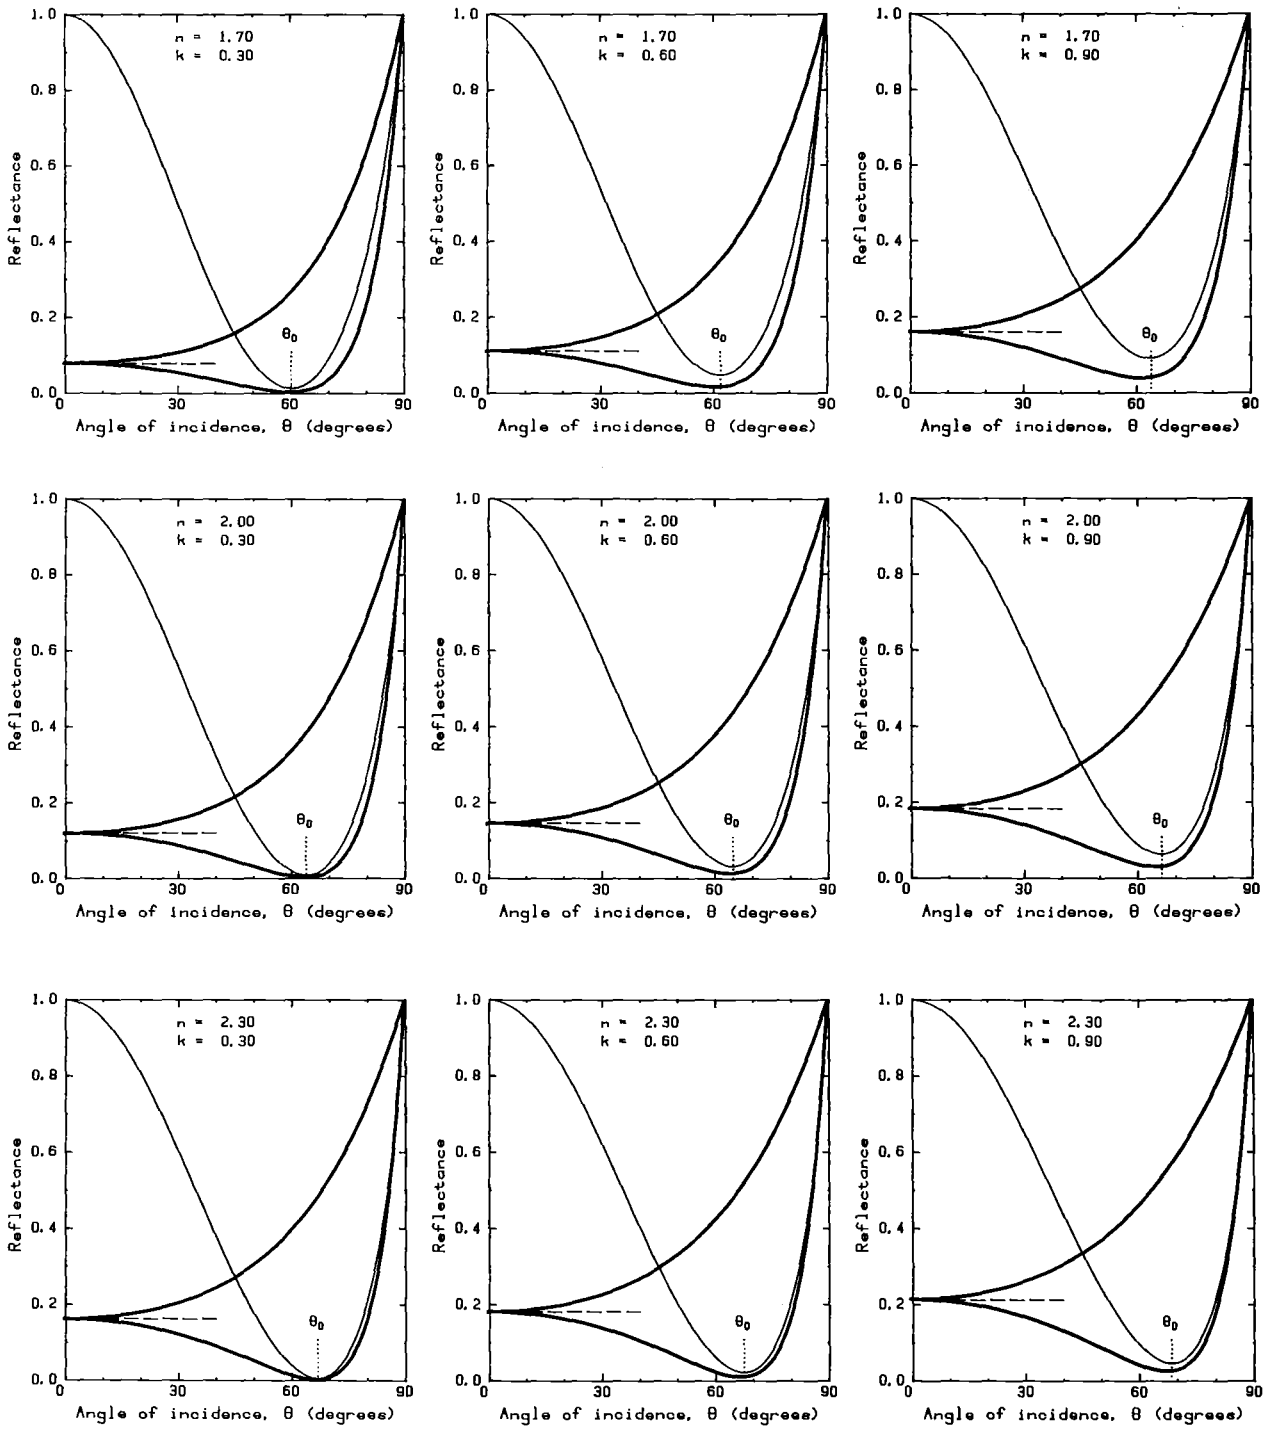 1.0
n = 1.70
k = 0.30
0.8
0.6
0.4
0.2
0.0
Reflectance
θ0
0 30 60 90
Angle of incidence, θ (degrees)
1.0
n = 1.70
k = 0.60
0.8
0.6
0.4
0.2
0.0
Reflectance
θ0
0 30 60 90
Angle of incidence, θ (degrees)
1.0
n = 1.70
k = 0.90
0.8
0.6
0.4
0.2
0.0
Reflectance
θ0
0 30 60 90
Angle of incidence, θ (degrees)
1.0
n = 2.00
k = 0.30
0.8
0.6
0.4
0.2
0.0
Reflectance
θ0
0 30 60 90
Angle of incidence, θ (degrees)
1.0
n = 2.00
k = 0.60
0.8
0.6
0.4
0.2
0.0
Reflectance
θ0
0 30 60 90
Angle of incidence, θ (degrees)
1.0
n = 2.00
k = 0.90
0.8
0.6
0.4
0.2
0.0
Reflectance
θ0
0 30 60 90
Angle of incidence, θ (degrees)
1.0
n = 2.30
k = 0.30
0.8
0.6
0.4
0.2
0.0
Reflectance
θ0
0 30 60 90
Angle of incidence, θ (degrees)
1.0
n = 2.30
k = 0.60
0.8
0.6
0.4
0.2
0.0
Reflectance
θ0
0 30 60 90
Angle of incidence, θ (degrees)
1.0
n = 2.30
k = 0.90
0.8
0.6
0.4
0.2
0.0
Reflectance
θ0
0 30 60 90
Angle of incidence, θ (degrees)